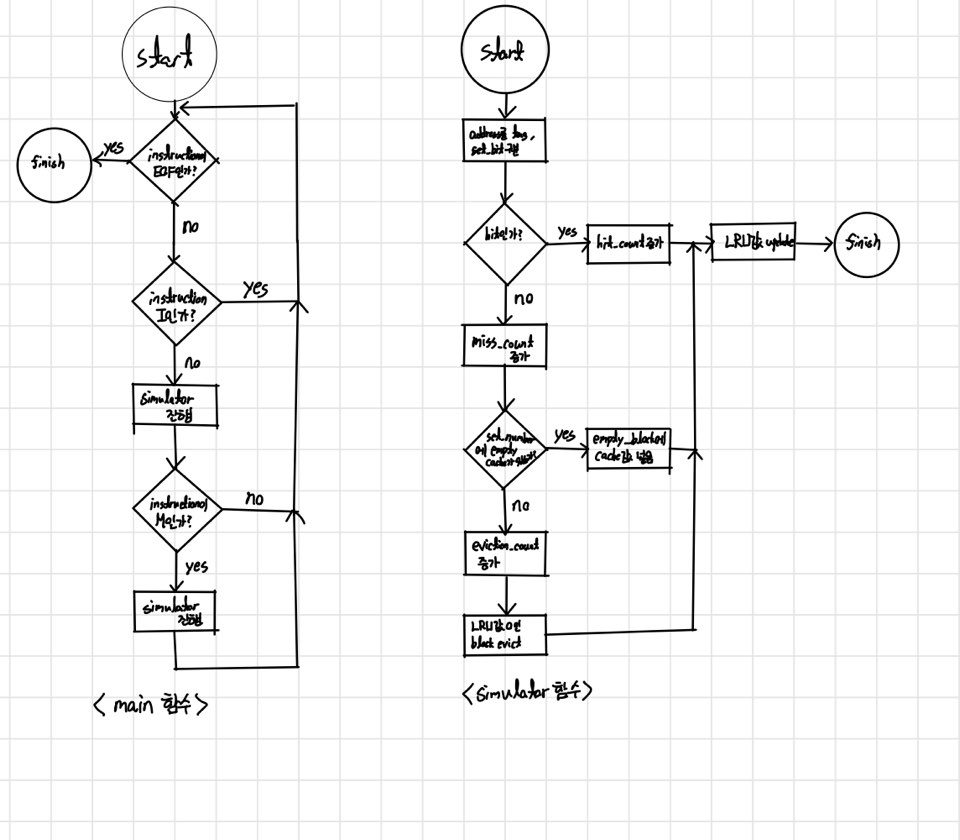 start
finish
yes
instruction이
EOF인가?
no
instruction
I인가?
yes
no
simulator
진행
instruction이
M인가?
no
yes
simulator
진행
< main 함수 >
start
address를 tag,
set_bit 구분
hit인가?
yes
hit_count 증가
LRU값 update
finish
no
miss_count
증가
set_number
에 empty
cache가 있는가?
yes
empty_block에
cache값 넣음
no
eviction_count
증가
LRU값 0인
block evict
<simulator 함수>